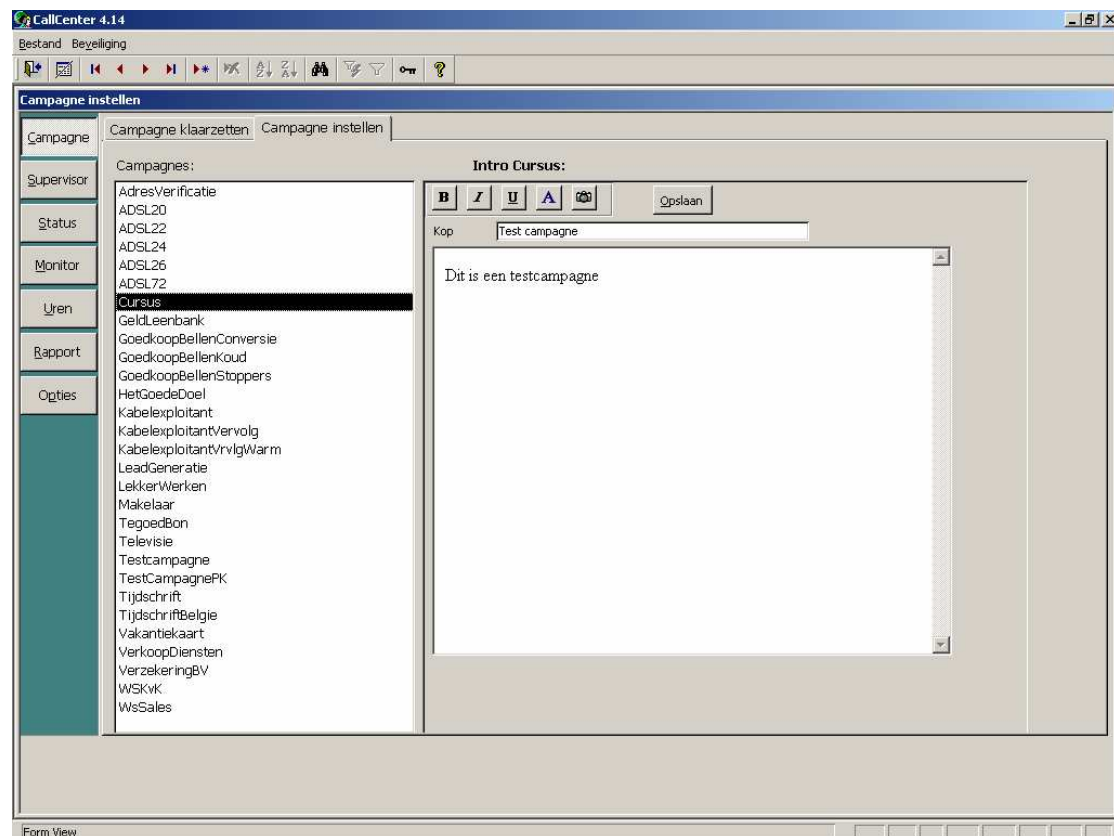 CallCenter 4.14
Bestand Beveiliging
Campagne instellen
Campagne
Supervisor
Status
Monitor
Uren
Rapport
Opties
Campagne klaarzetten Campagne instellen
Campagnes:
AdresVerificatie
ADSL20
ADSL22
ADSL24
ADSL26
ADSL72
Cursus
GeldLeenbank
GoedkoopBellenConversie
GoedkoopBellenKoud
GoedkoopBellenStoppers
HetGoedeDoel
Kabelexploitant
KabelexploitantVervolg
KabelexploitantVrvlgWarm
LeadGeneratie
LekkerWerken
Makelaar
TegoedBon
Televisie
Testcampagne
TestCampagnePK
Tijdschrift
TijdschriftBelgie
Vakantiekaart
VerkoopDiensten
VerzekeringBV
WSKvK
WsSales
Intro Cursus:
B I U A Opslaan
Kop Test campagne
Dit is een testcampagne
Form View